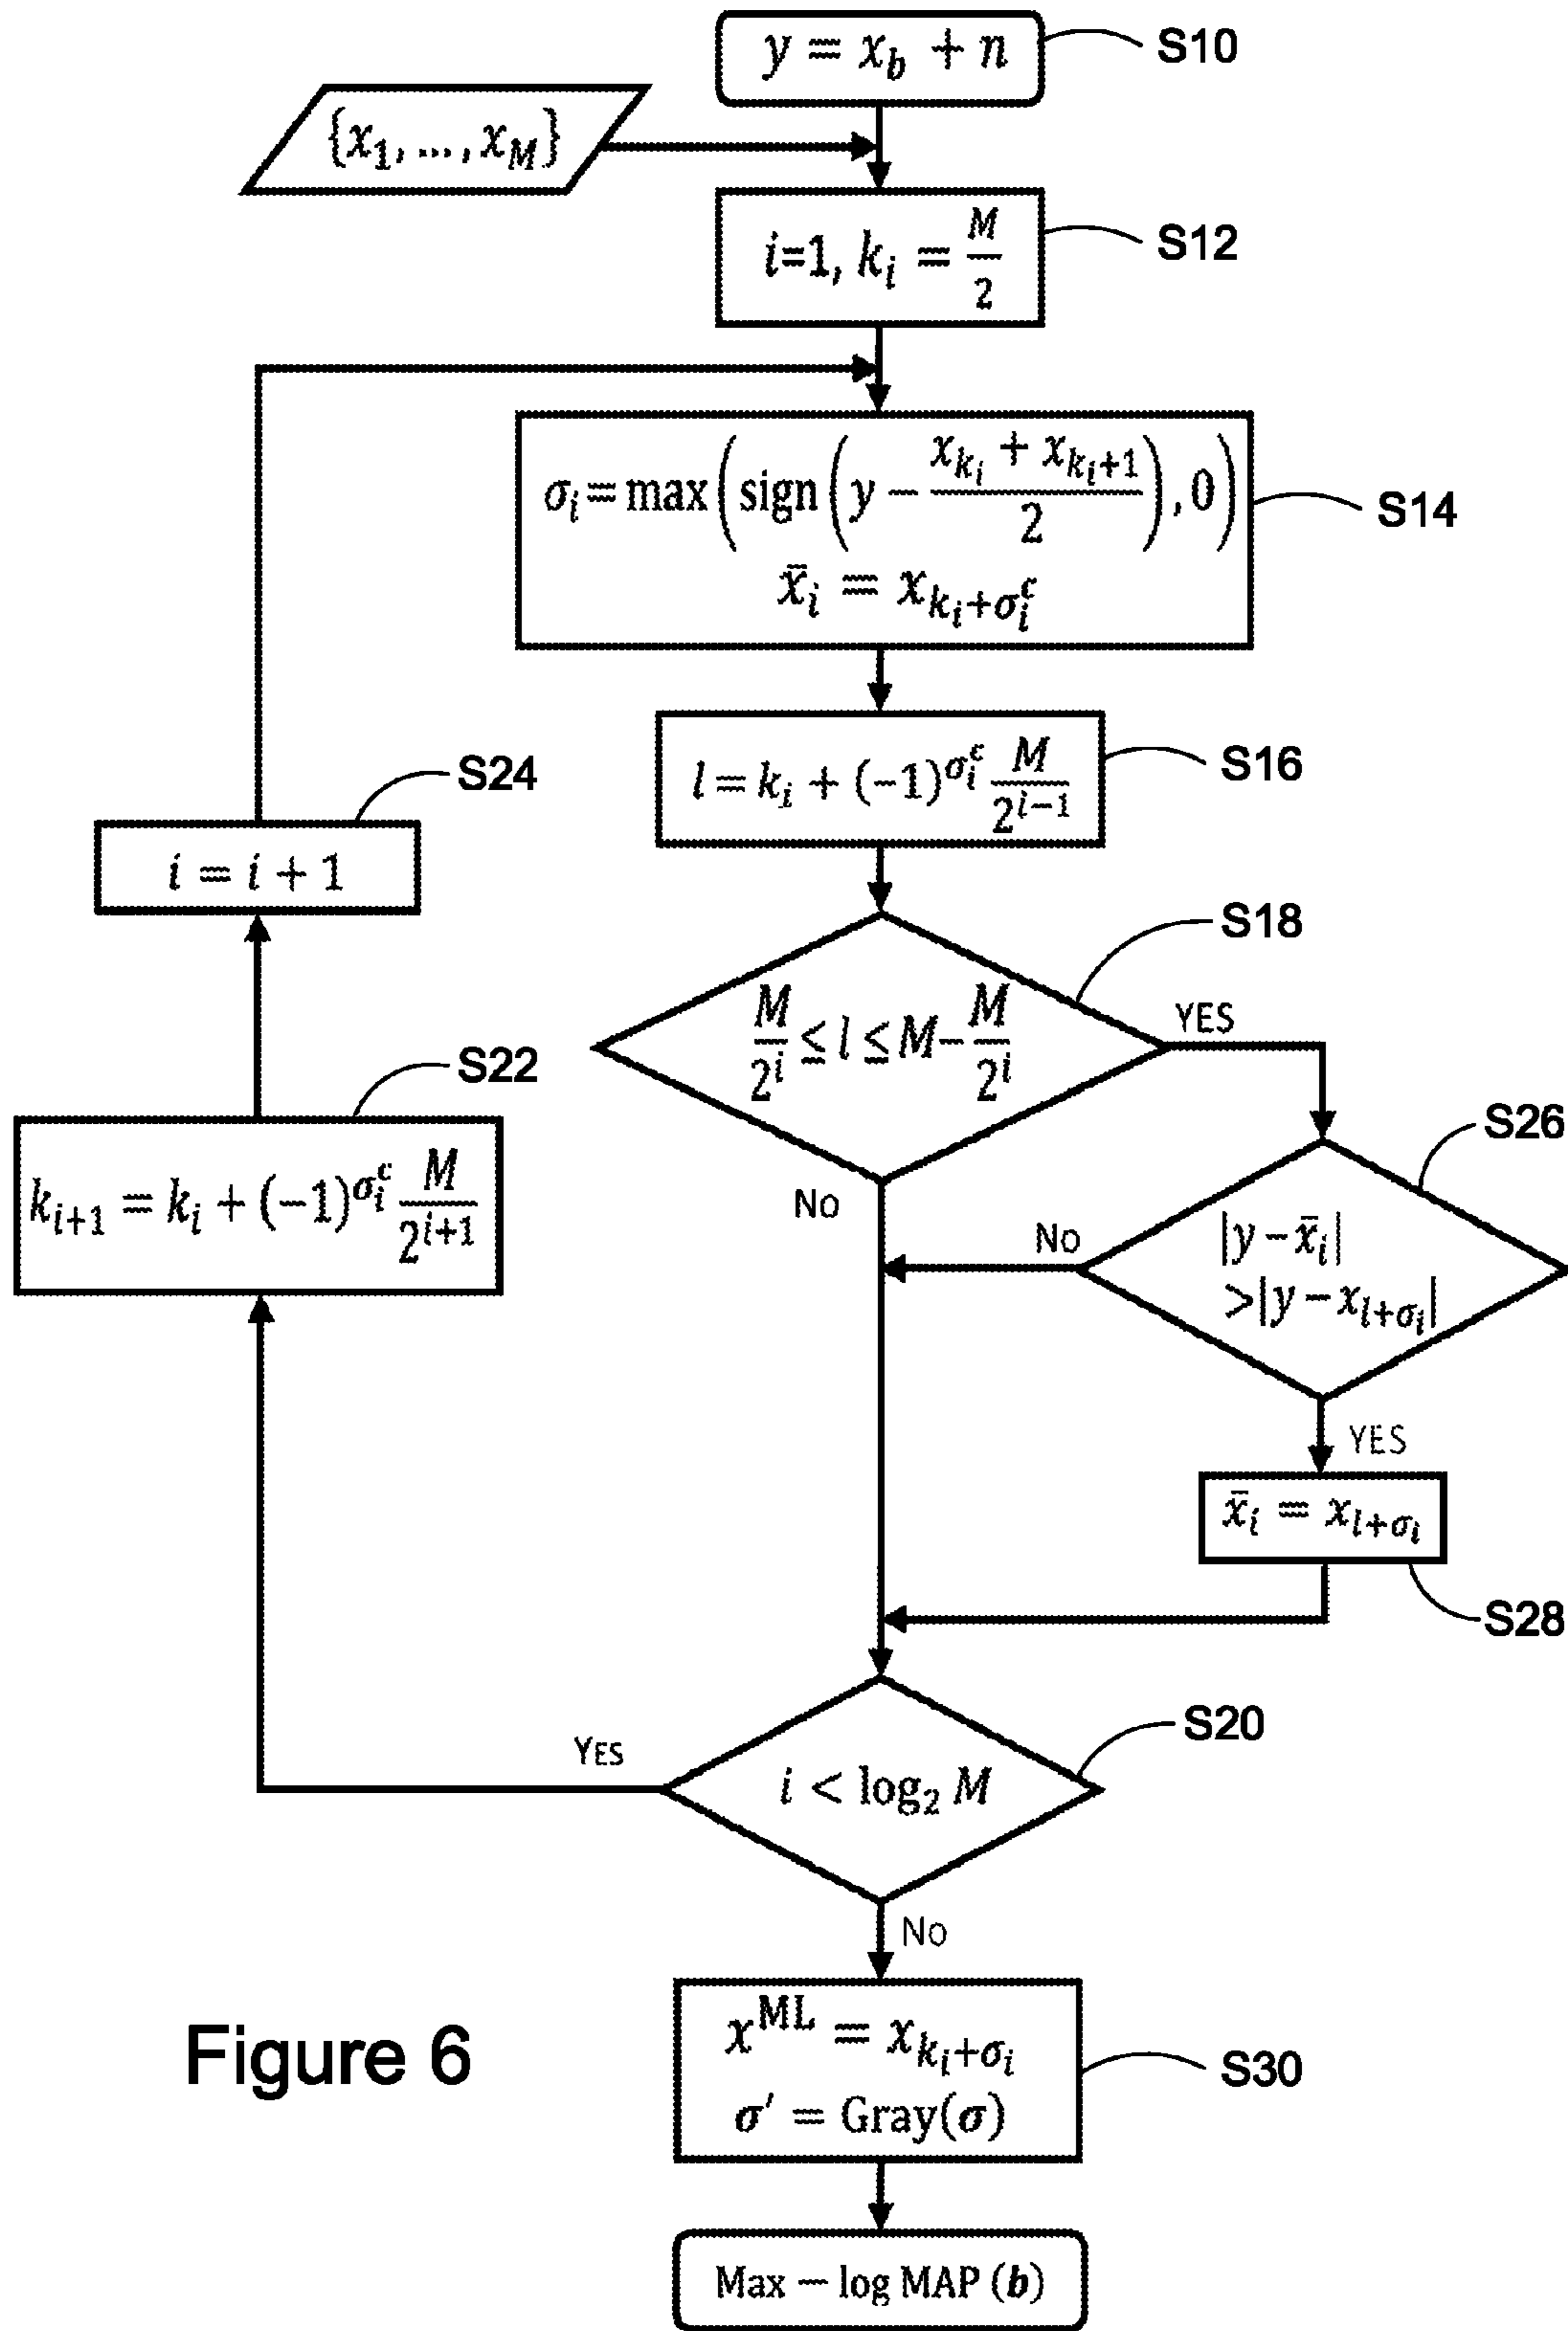 y = x_b + n
S10
{x_1, ..., x_M}
i=1, k_i = M/2
S12
σ_i = max(sign(y - (x_{k_i} + x_{k_i+1})/2), 0)
x̄_i = x_{k_i+σ_i^c}
S14
l = k_i + (-1)^{σ_i^c} M/2^{i-1}
S16
S24
i = i + 1
S18
M/2^i ≤ l ≤ M - M/2^i
YES
No
S22
k_{i+1} = k_i + (-1)^{σ_i^c} M/2^{i+1}
S26
|y - x̄_i|
>|y - x_{l+σ_i}|
No
YES
x̄_i = x_{l+σ_i}
S28
S20
i < log_2 M
YES
No
x^{ML} = x_{k_i+σ_i}
σ' = Gray(σ)
S30
Max - log MAP (b)
Figure 6